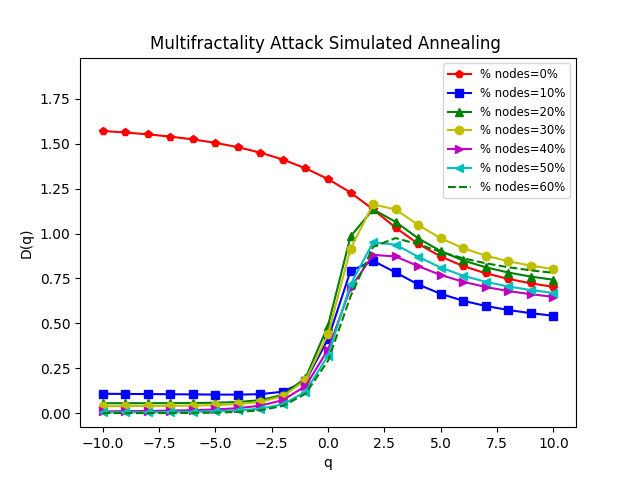 Multifractality Attack Simulated Annealing
% nodes=0%
% nodes=10%
% nodes=20%
% nodes=30%
% nodes=40%
% nodes=50%
% nodes=60%
D(q)
1.75
1.50
1.25
1.00
0.75
0.50
0.25
0.00
−10.0 −7.5 −5.0 −2.5 0.0 2.5 5.0 7.5 10.0
q